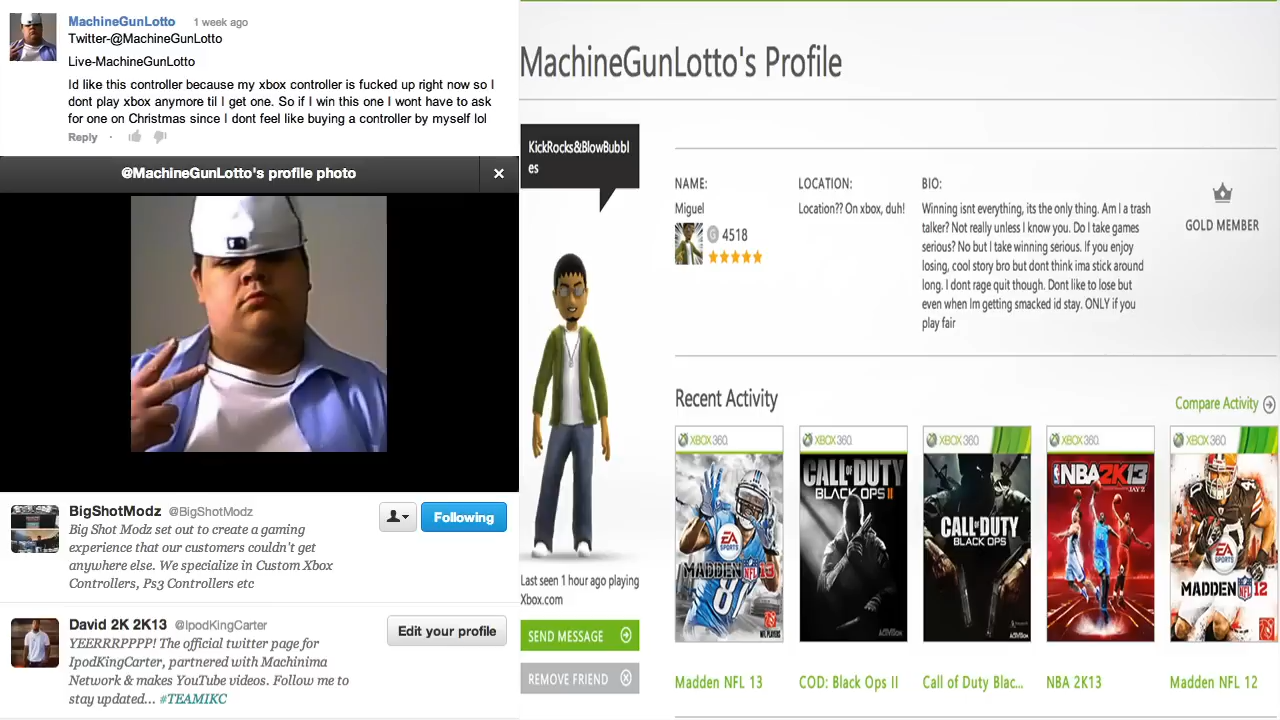 MachineGunLotto 1 week ago
Twitter-@MachineGunLotto
Live-MachineGunLotto
Id like this controller because my xbox controller is fucked up right now so I
dont play xbox anymore til I get one. So if I win this one I wont have to ask
for one on Christmas since I dont feel like buying a controller by myself lol
Reply ·
@MachineGunLotto's profile photo ×
BigShotModz @BigShotModz
Following
Big Shot Modz set out to create a gaming
experience that our customers couldn't get
anywhere else. We specialize in Custom Xbox
Controllers, Ps3 Controllers etc
David 2K 2K13 @IpodKingCarter
Edit your profile
YEERRRPPPP! The official twitter page for
IpodKingCarter, partnered with Machinima
Network & makes YouTube videos. Follow me to
stay updated... #TEAMIKC
MachineGunLotto's Profile
KickRocks&BlowBubbl
es
NAME:
Miguel
G 4518
LOCATION:
Location?? On xbox, duh!
BIO:
Winning isnt everything, its the only thing. Am I a trash
talker? Not really unless I know you. Do I take games
serious? No but I take winning serious. If you enjoy
losing, cool story bro but dont think ima stick around
long. I dont rage quit though. Dont like to lose but
even when Im getting smacked id stay. ONLY if you
play fair
GOLD MEMBER
Last seen 1 hour ago playing
Xbox.com
SEND MESSAGE
REMOVE FRIEND
Recent Activity
Compare Activity
XBOX 360
EA
SPORTS
MADDEN NFL 13
NFL PLAYERS
Madden NFL 13
XBOX 360
CALL OF DUTY
BLACK OPS II
ACTIVISION
COD: Black Ops II
XBOX 360
CALL OF DUTY
BLACK OPS
ACTIVISION
Call of Duty Blac...
XBOX 360
NBA2K13
JAY Z
NBA 2K13
XBOX 360
EA
SPORTS
MADDEN NFL 12
Madden NFL 12